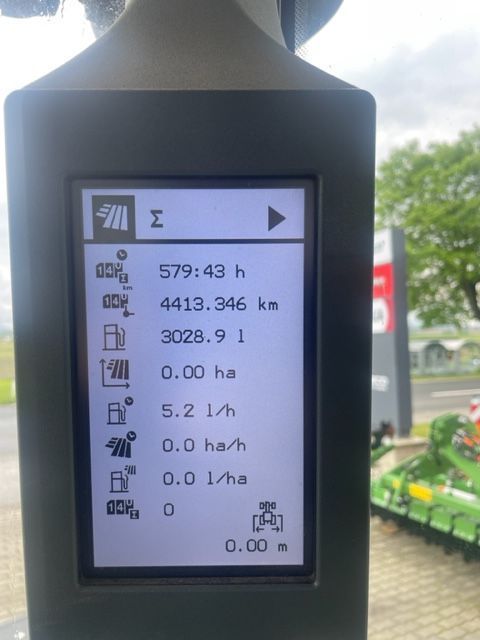 Σ
579:43 h
km
4413.346 km
3028.9 l
0.00 ha
5.2 l/h
0.0 ha/h
0.0 l/ha
0
0.00 m